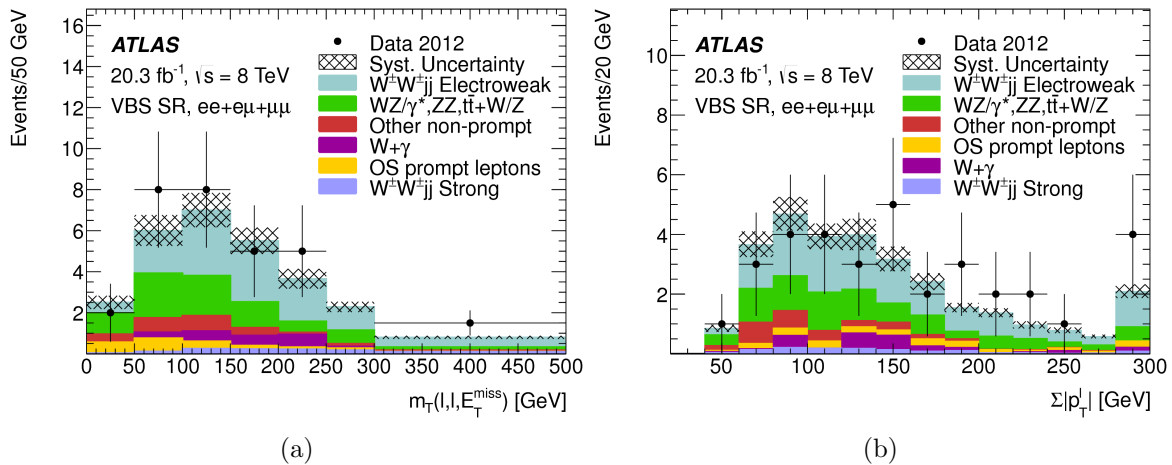 Events/50 GeV
16
14
12
10
8
6
4
2
ATLAS
20.3 fb⁻¹, √s = 8 TeV
VBS SR, ee+eμ+μμ
Data 2012
Syst. Uncertainty
W±W±jj Electroweak
WZ/γ*,ZZ,tt̄+W/Z
Other non-prompt
W+γ
OS prompt leptons
W±W±jj Strong
0 50 100 150 200 250 300 350 400 450 500
m_T(l,l,E_T^miss) [GeV]
(a)
Events/20 GeV
10
8
6
4
2
ATLAS
20.3 fb⁻¹, √s = 8 TeV
VBS SR, ee+eμ+μμ
Data 2012
Syst. Uncertainty
W±W±jj Electroweak
WZ/γ*,ZZ,tt̄+W/Z
Other non-prompt
OS prompt leptons
W+γ
W±W±jj Strong
50 100 150 200 250 300
Σ|p_T^l| [GeV]
(b)